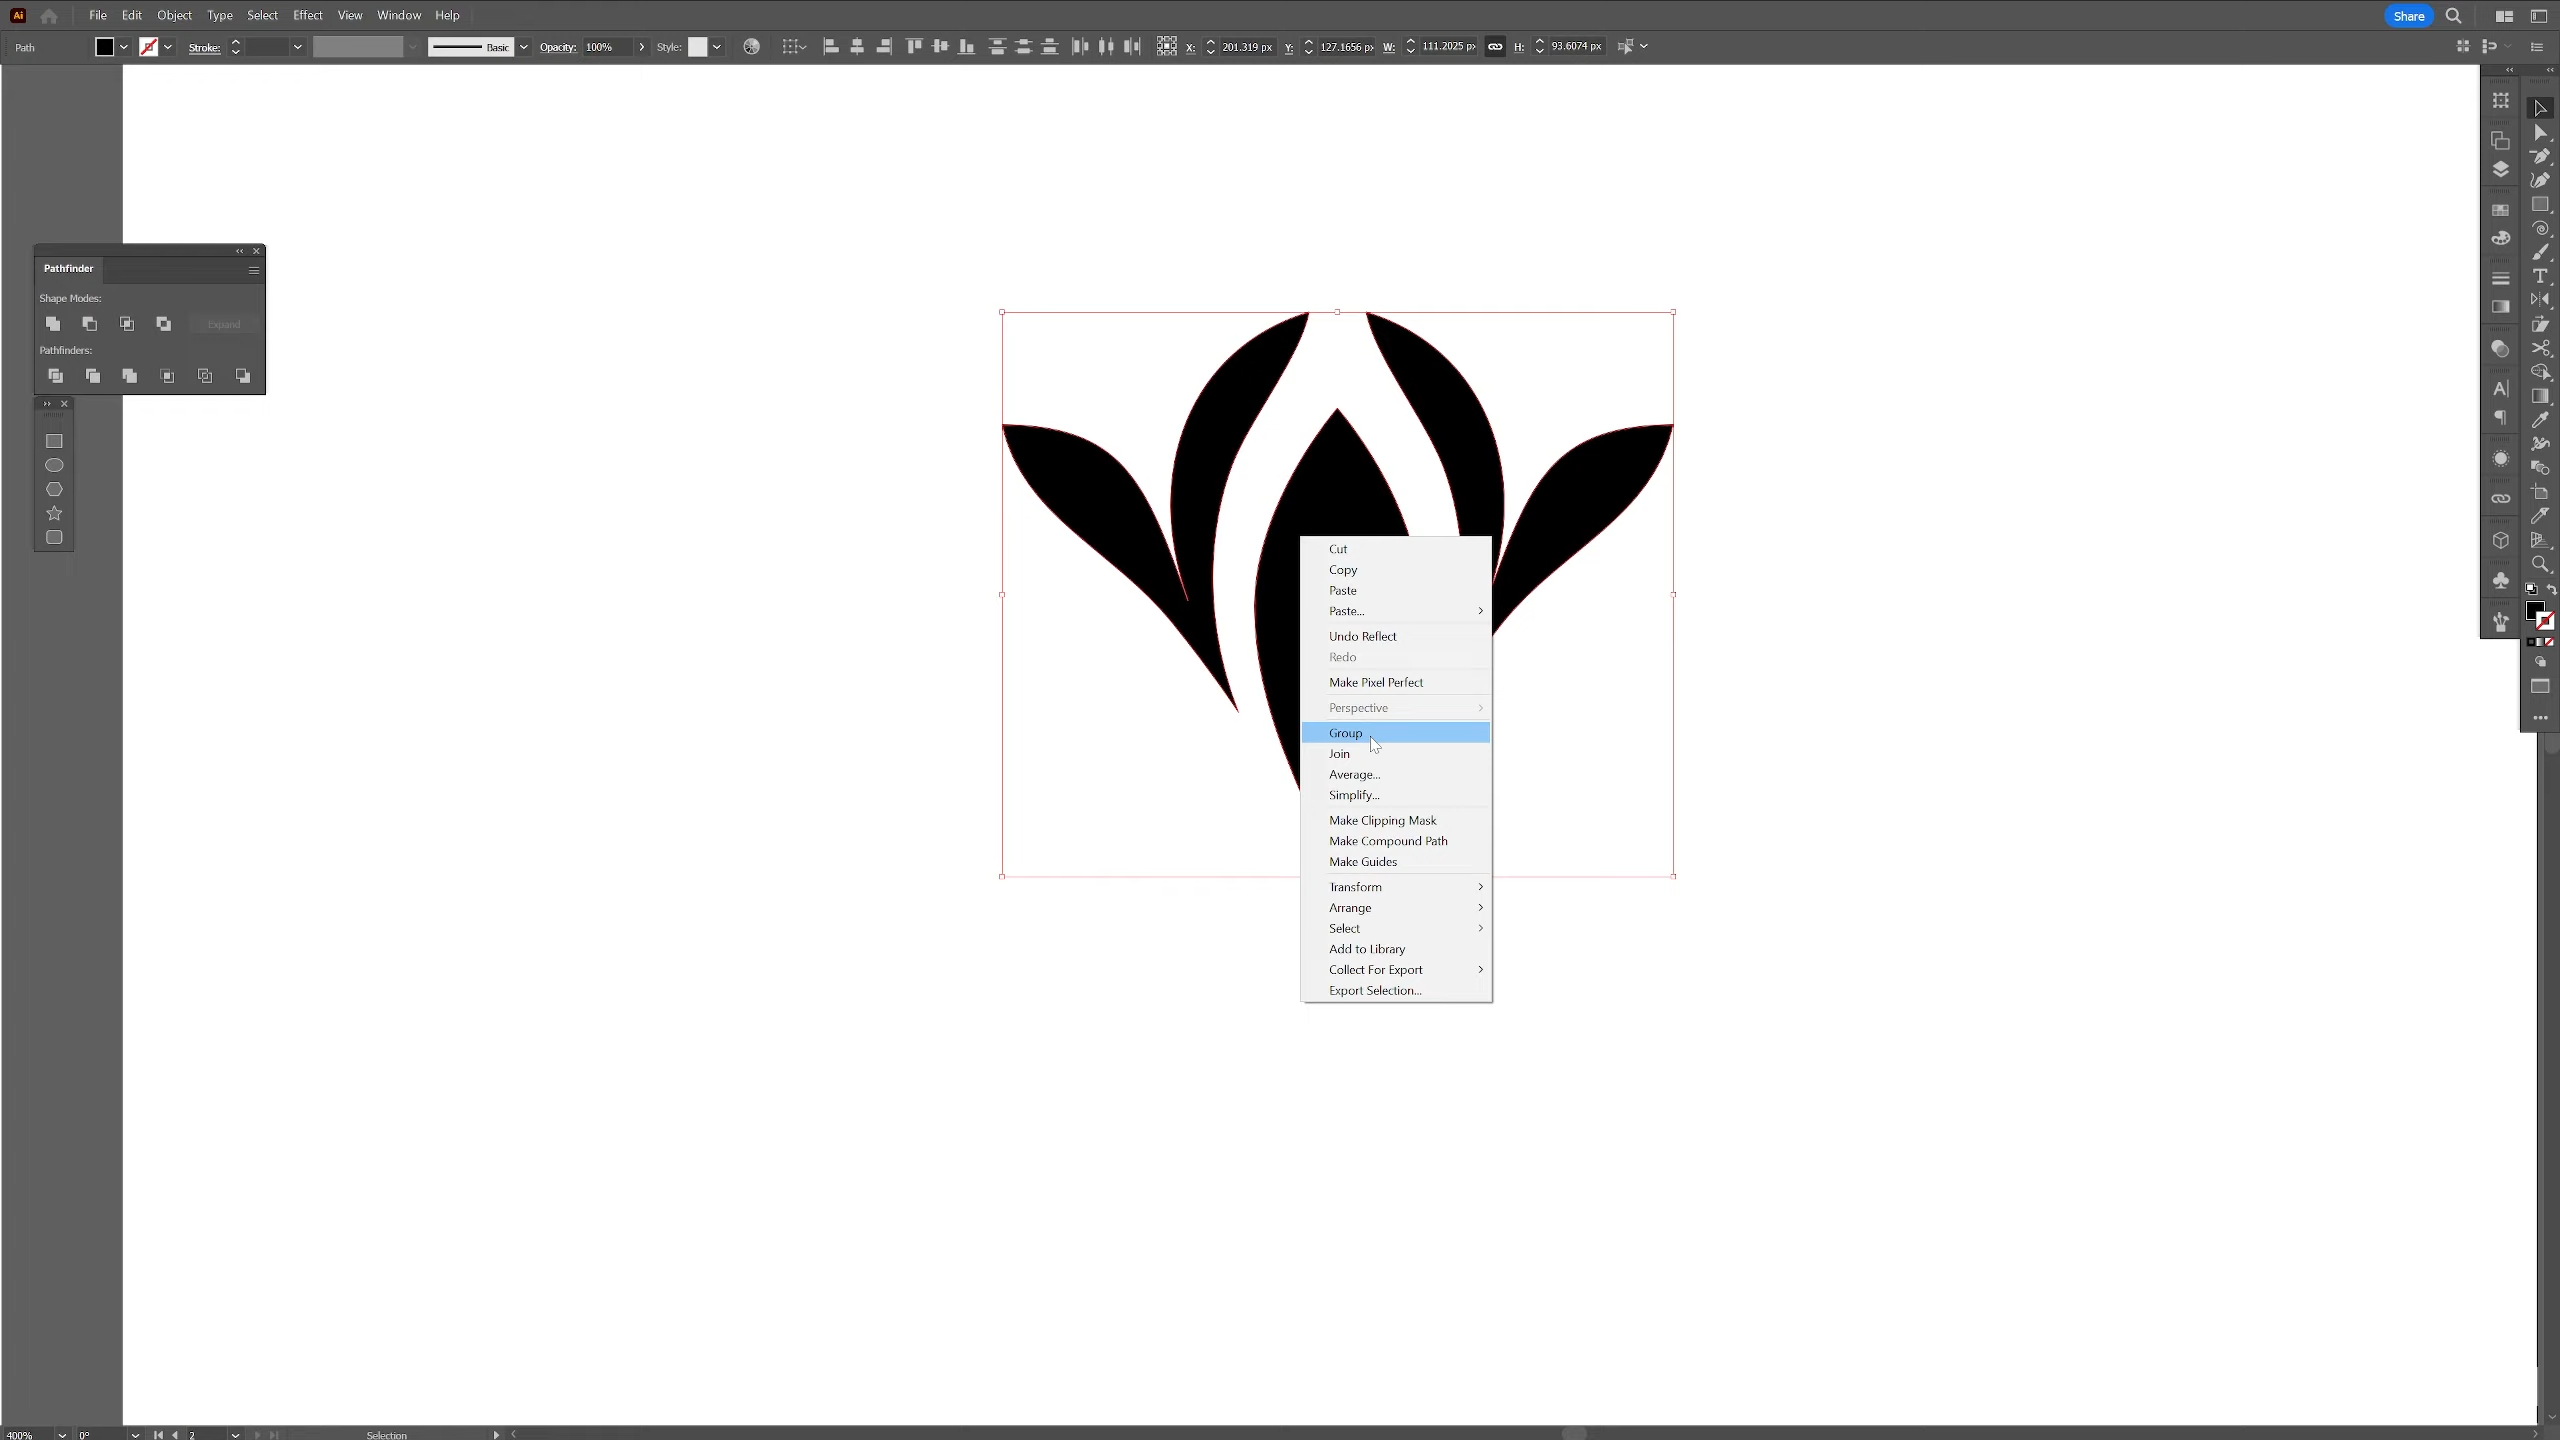 Ai File Edit Object Type Select Effect View Window Help Share
Path Stroke: Basic Opacity: 100% Style: X: 201.319 px Y: 127.1656 px W: 111.2025 px H: 93.6074 px
Pathfinder
Shape Modes:
Expand
Pathfinders:
Cut
Copy
Paste
Paste...
Undo Reflect
Redo
Make Pixel Perfect
Perspective
Group
Join
Average...
Simplify...
Make Clipping Mask
Make Compound Path
Make Guides
Transform
Arrange
Select
Add to Library
Collect For Export
Export Selection...
400% 0° 2 Selection